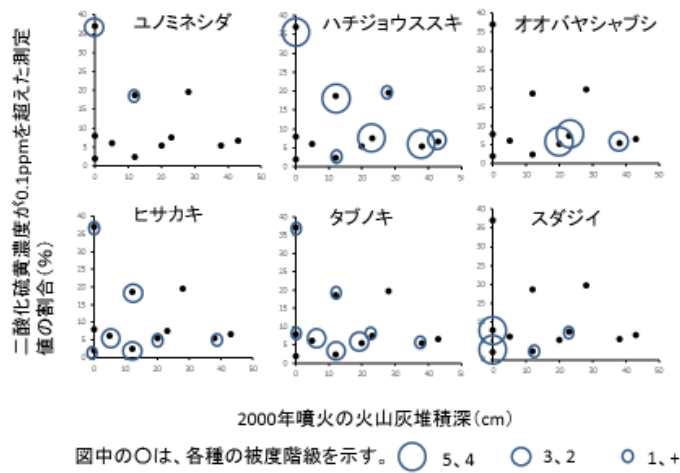 ユノミネシダ
ハチジョウススキ
オオバヤシャブシ
ヒサカキ
タブノキ
スダジイ
二酸化硫黄濃度が0.1ppmを超えた測定
値の割合(%)
2000年噴火の火山灰堆積深(cm)
図中の〇は、各種の被度階級を示す。 5、4 3、2 1、+